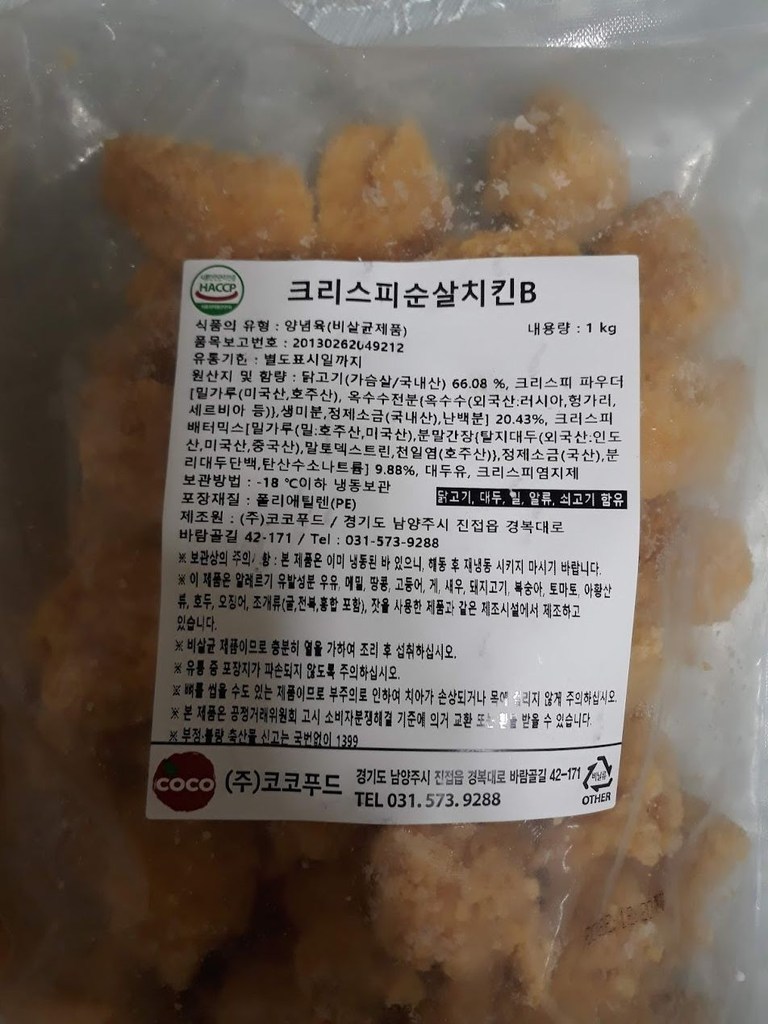 HACCP
크리스피순살치킨B
식품의 유형 : 양념육(비살균제품)
내용량 : 1 kg
품목보고번호 : 20130262049212
유통기한 : 별도표시일까지
원산지 및 함량 : 닭고기(가슴살/국내산) 66.08 %, 크리스피 파우더
[밀가루(미국산,호주산), 옥수수전분{옥수수(외국산:러시아,헝가리,
세르비아 등)},생미분,정제소금(국내산),난백분] 20.43%, 크리스피
배터믹스[밀가루(밀:호주산,미국산),분말간장{탈지대두(외국산:인도
산,미국산,중국산),말토덱스트린,천일염(호주산)},정제소금(국산),분
리대두단백,탄산수소나트륨] 9.88%, 대두유, 크리스피염지제
보관방법 : -18 ℃이하 냉동보관
포장재질 : 폴리에틸렌(PE)
닭고기, 대두, 밀, 알류, 쇠고기 함유
제조원 : (주)코코푸드 / 경기도 남양주시 진접읍 경복대로
바람골길 42-171 / Tel : 031-573-9288
※ 보관상의 주의 황 : 본 제품은 이미 냉동된 바 있으니, 해동 후 재냉동 시키지 마시기 바랍니다.
※ 이 제품은 알레르기 유발성분 우유, 메밀, 땅콩, 고등어, 게, 새우, 돼지고기, 복숭아, 토마토, 아황산
류, 호두, 오징어, 조개류(굴,전복,홍합 포함), 잣을 사용한 제품과 같은 제조시설에서 제조하고
있습니다.
※ 비살균 제품이므로 충분히 열을 가하여 조리 후 섭취하십시오.
※ 유통 중 포장지가 파손되지 않도록 주의하십시오.
※ 뼈를 씹을 수도 있는 제품이므로 부주의로 인하여 치아가 손상되거나 목에 걸리지 않게 주의하십시오.
※ 본 제품은 공정거래위원회 고시 소비자분쟁해결 기준에 의거 교환 또는 환불 받을 수 있습니다.
※ 부정·불량 축산물 신고는 국번없이 1399
COCO
(주)코코푸드
경기도 남양주시 진접읍 경복대로 바람골길 42-171
TEL 031. 573. 9288
비닐류
OTHER